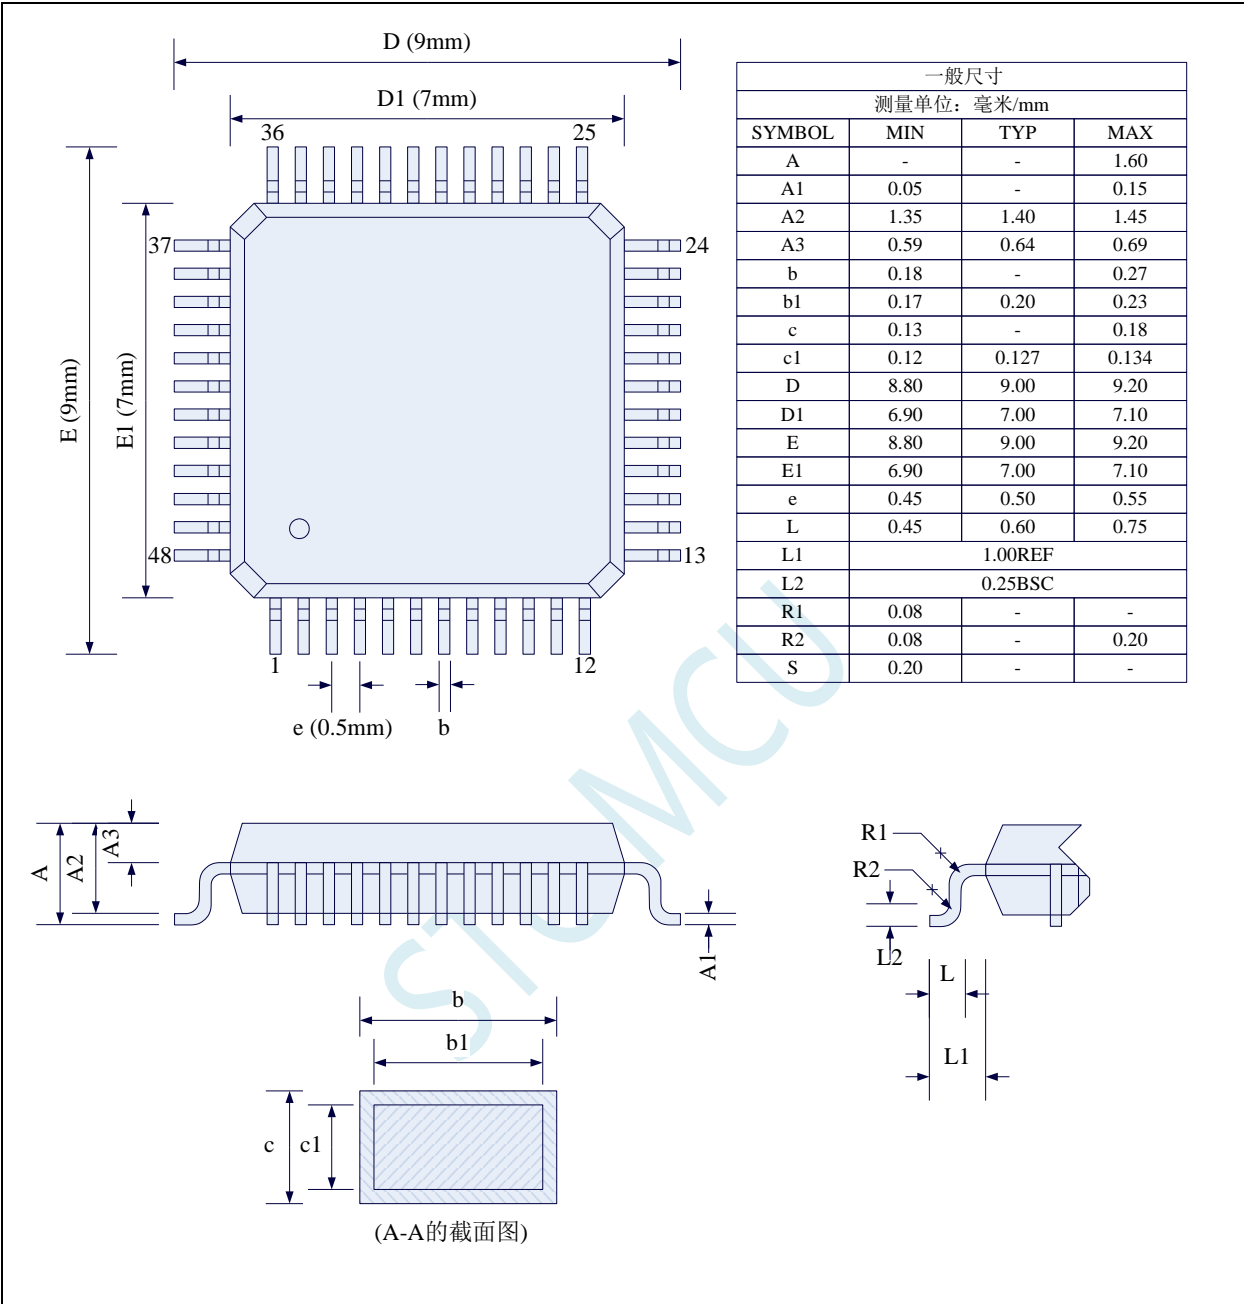 D (9mm)
D1 (7mm)
36
25
37
24
E (9mm)
E1 (7mm)
48
13
1
12
e (0.5mm)
b
一般尺寸
测量单位：毫米/mm
SYMBOL MIN TYP MAX
A - - 1.60
A1 0.05 - 0.15
A2 1.35 1.40 1.45
A3 0.59 0.64 0.69
b 0.18 - 0.27
b1 0.17 0.20 0.23
c 0.13 - 0.18
c1 0.12 0.127 0.134
D 8.80 9.00 9.20
D1 6.90 7.00 7.10
E 8.80 9.00 9.20
E1 6.90 7.00 7.10
e 0.45 0.50 0.55
L 0.45 0.60 0.75
L1 1.00REF
L2 0.25BSC
R1 0.08 - -
R2 0.08 - 0.20
S 0.20 - -
A
A2
A3
A1
R1
R2
L2
L
L1
b
b1
c
c1
(A-A的截面图)
STCMCU